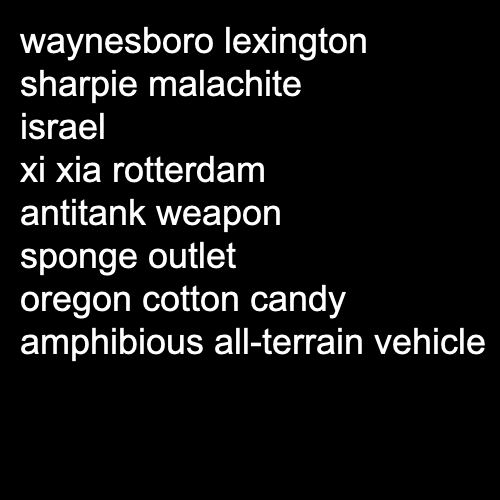 waynesboro lexington
sharpie malachite
israel
xi xia rotterdam
antitank weapon
sponge outlet
oregon cotton candy
amphibious all-terrain vehicle